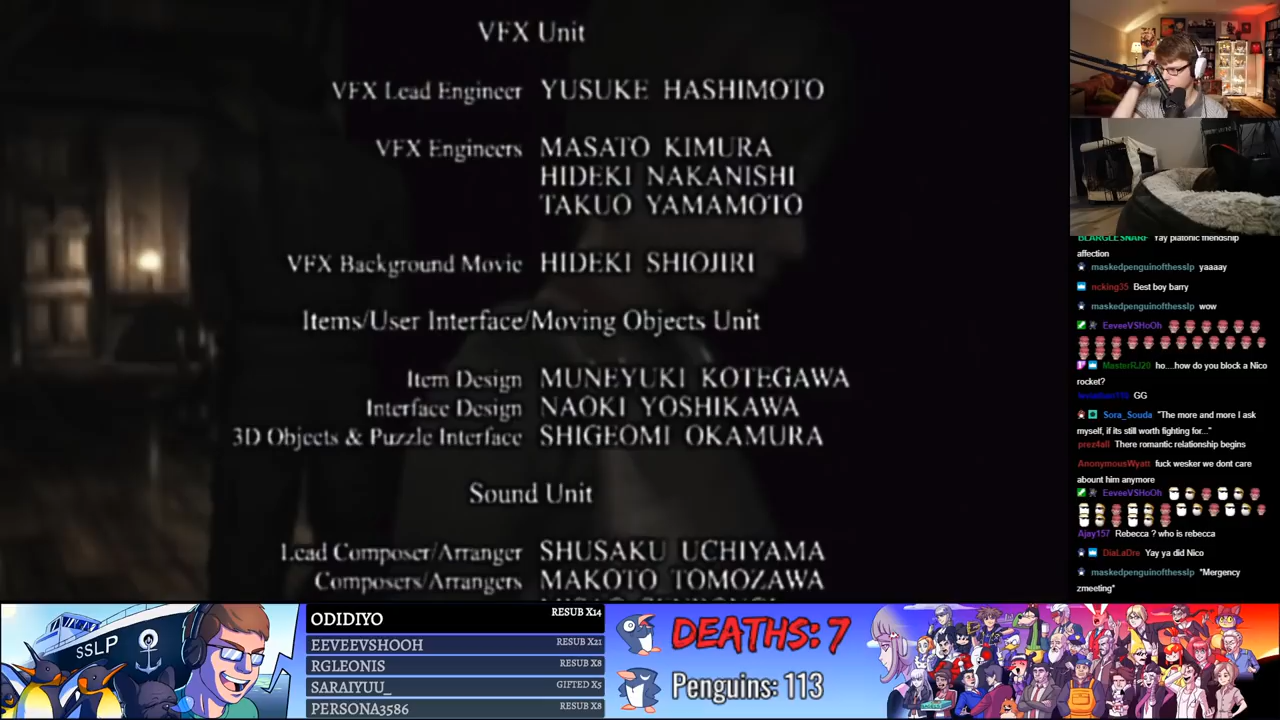 VFX Unit
VFX Lead Engineer YUSUKE HASHIMOTO
VFX Engineers MASATO KIMURA
HIDEKI NAKANISHI
TAKUO YAMAMOTO
VFX Background Movie HIDEKI SHIOJIRI
Items/User Interface/Moving Objects Unit
Item Design MUNEYUKI KOTEGAWA
Interface Design NAOKI YOSHIKAWA
3D Objects & Puzzle Interface SHIGEOMI OKAMURA
Sound Unit
Lead Composer/Arranger SHUSAKU UCHIYAMA
Composers/Arrangers MAKOTO TOMOZAWA
BLARGLESNARF Yay platonic friendship
affection
maskedpenguinofthesslp yaaaay
ncking35 Best boy barry
maskedpenguinofthesslp wow
EeveeVSHoOh
MasterRJ20 ho....how do you block a Nico
rocket?
GG
Sora_Souda "The more and more I ask
myself, if its still worth fighting for..."
prez4all There romantic relationship begins
AnonymousWyatt fuck wesker we dont care
abount him anymore
EeveeVSHoOh
Ajay157 Rebecca ? who is rebecca
DiaLaDre Yay ya did Nico
maskedpenguinofthesslp *Mergency
zmeeting*
SSLP
ODIDIYO RESUB X14
EEVEEVSHOOH RESUB X21
RGLEONIS RESUB X8
SARAIYUU_ GIFTED X5
PERSONA3586 RESUB X8
DEATHS: 7
Penguins: 113